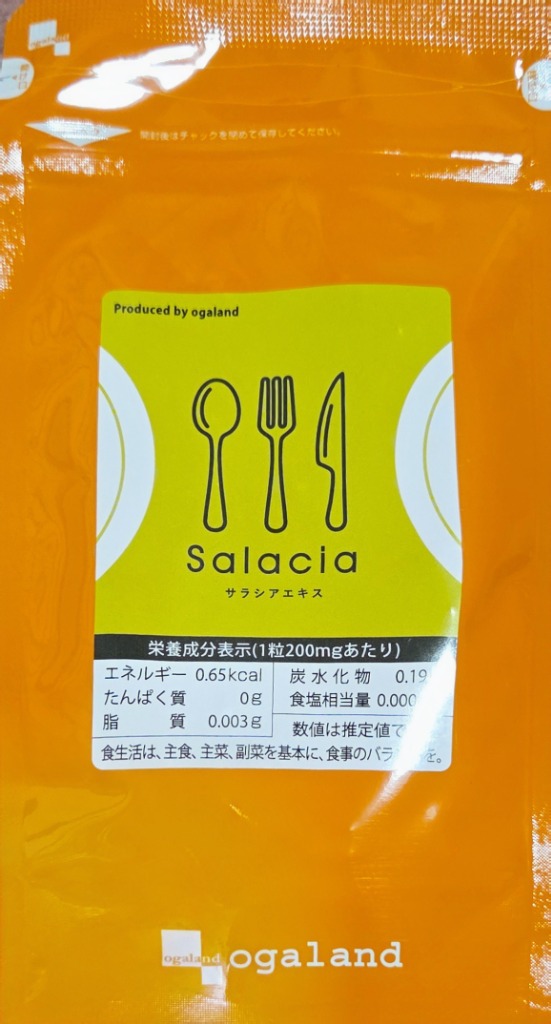 ogaland
開封後はチャックを閉めて保存してください。
Produced by ogaland
Salacia
サラシアエキス
栄養成分表示(1粒200mgあたり)
エネルギー 0.65kcal
たんぱく質 0g
脂質 0.003g
炭水化物 0.19
食塩相当量 0.000
数値は推定値で
食生活は、主食、主菜、副菜を基本に、食事のバランスを。
ogaland ogaland